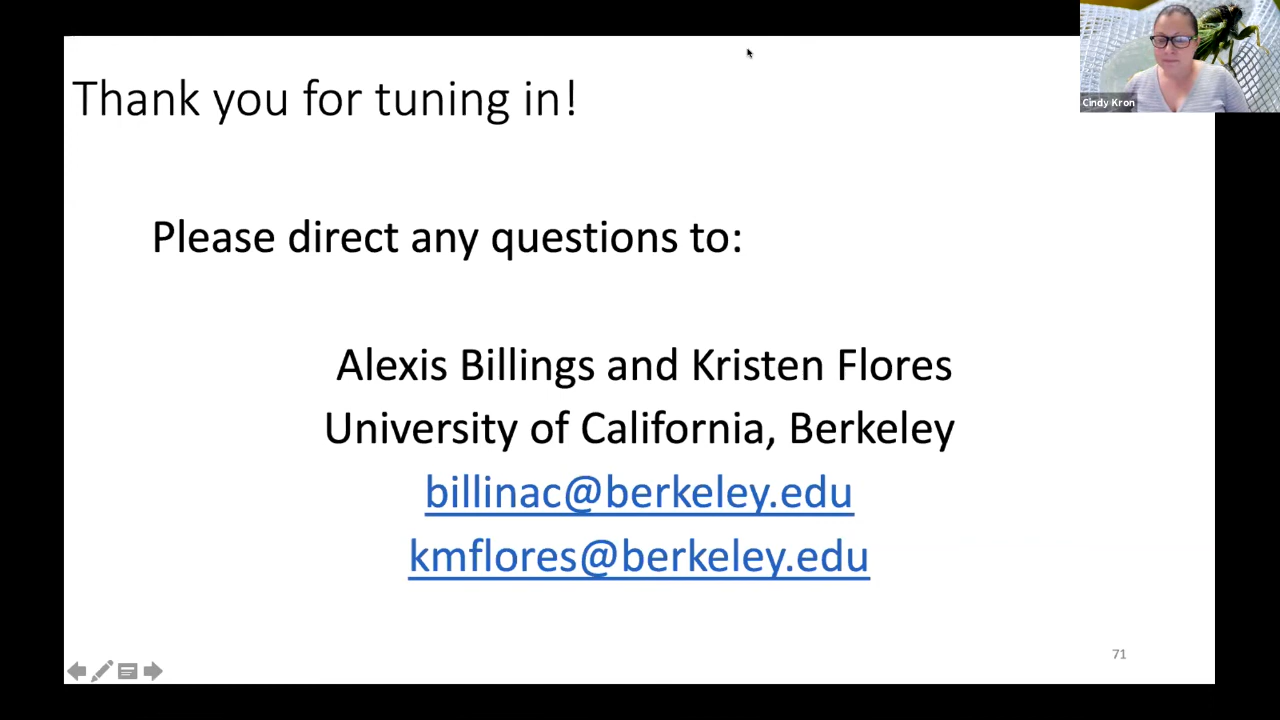 Thank you for tuning in!
Cindy Kron
Please direct any questions to:
Alexis Billings and Kristen Flores
University of California, Berkeley
billinac@berkeley.edu
kmflores@berkeley.edu
71